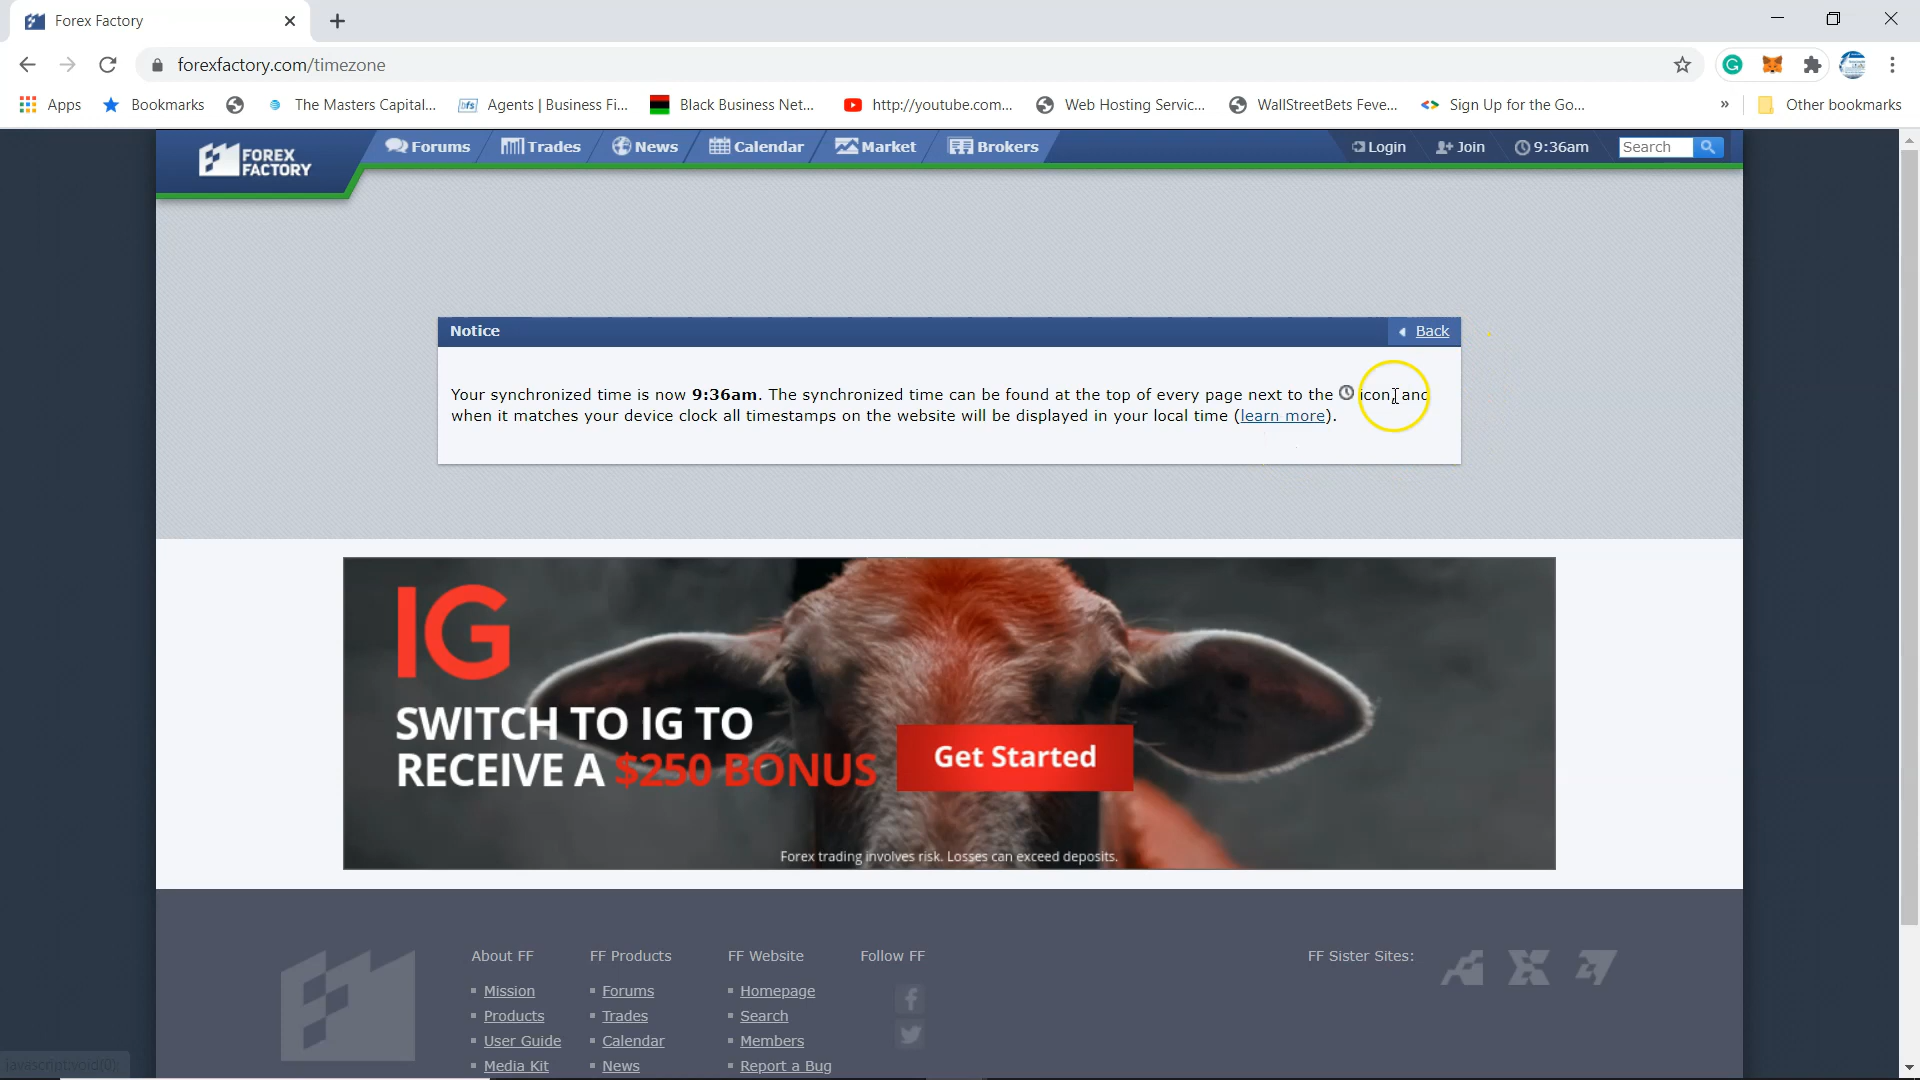 Forex Factory
forexfactory.com/timezone
Apps Bookmarks The Masters Capital... bfs Agents | Business Fi... Black Business Net... http://youtube.com... Web Hosting Servic... WallStreetBets Feve... Sign Up for the Go... » Other bookmarks
FOREX FACTORY
Forums Trades News Calendar Market Brokers Login Join 9:36am Search
Notice Back
Your synchronized time is now 9:36am. The synchronized time can be found at the top of every page next to the icon, and
when it matches your device clock all timestamps on the website will be displayed in your local time (learn more).
IG
SWITCH TO IG TO
RECEIVE A $250 BONUS
Get Started
Forex trading involves risk. Losses can exceed deposits.
About FF FF Products FF Website Follow FF FF Sister Sites:
Mission Forums Homepage
Products Trades Search
User Guide Calendar Members
Media Kit News Report a Bug
javascript:void(0);